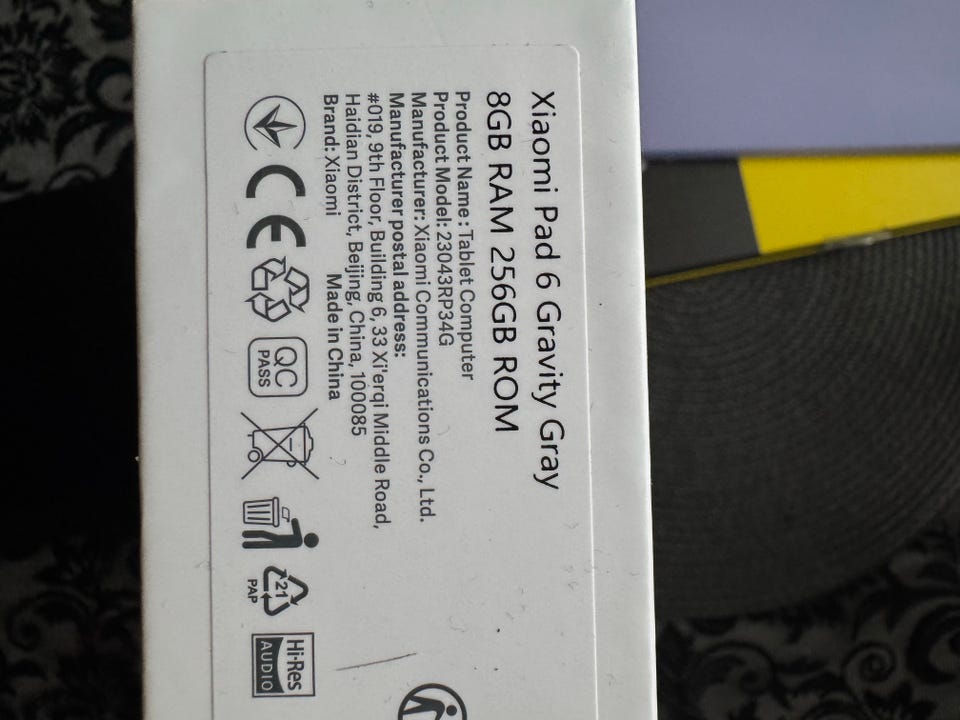 Xiaomi Pad 6 Gravity Gray
8GB RAM 256GB ROM
Product Name: Tablet Computer
Product Model: 23043RP34G
Manufacturer: Xiaomi Communications Co., Ltd.
Manufacturer postal address:
#019, 9th Floor, Building 6, 33 Xi'erqi Middle Road,
Haidian District, Beijing, China, 100085
Brand: Xiaomi Made in China
CE
QC
PASS
21
PAP
Hi-Res
AUDIO